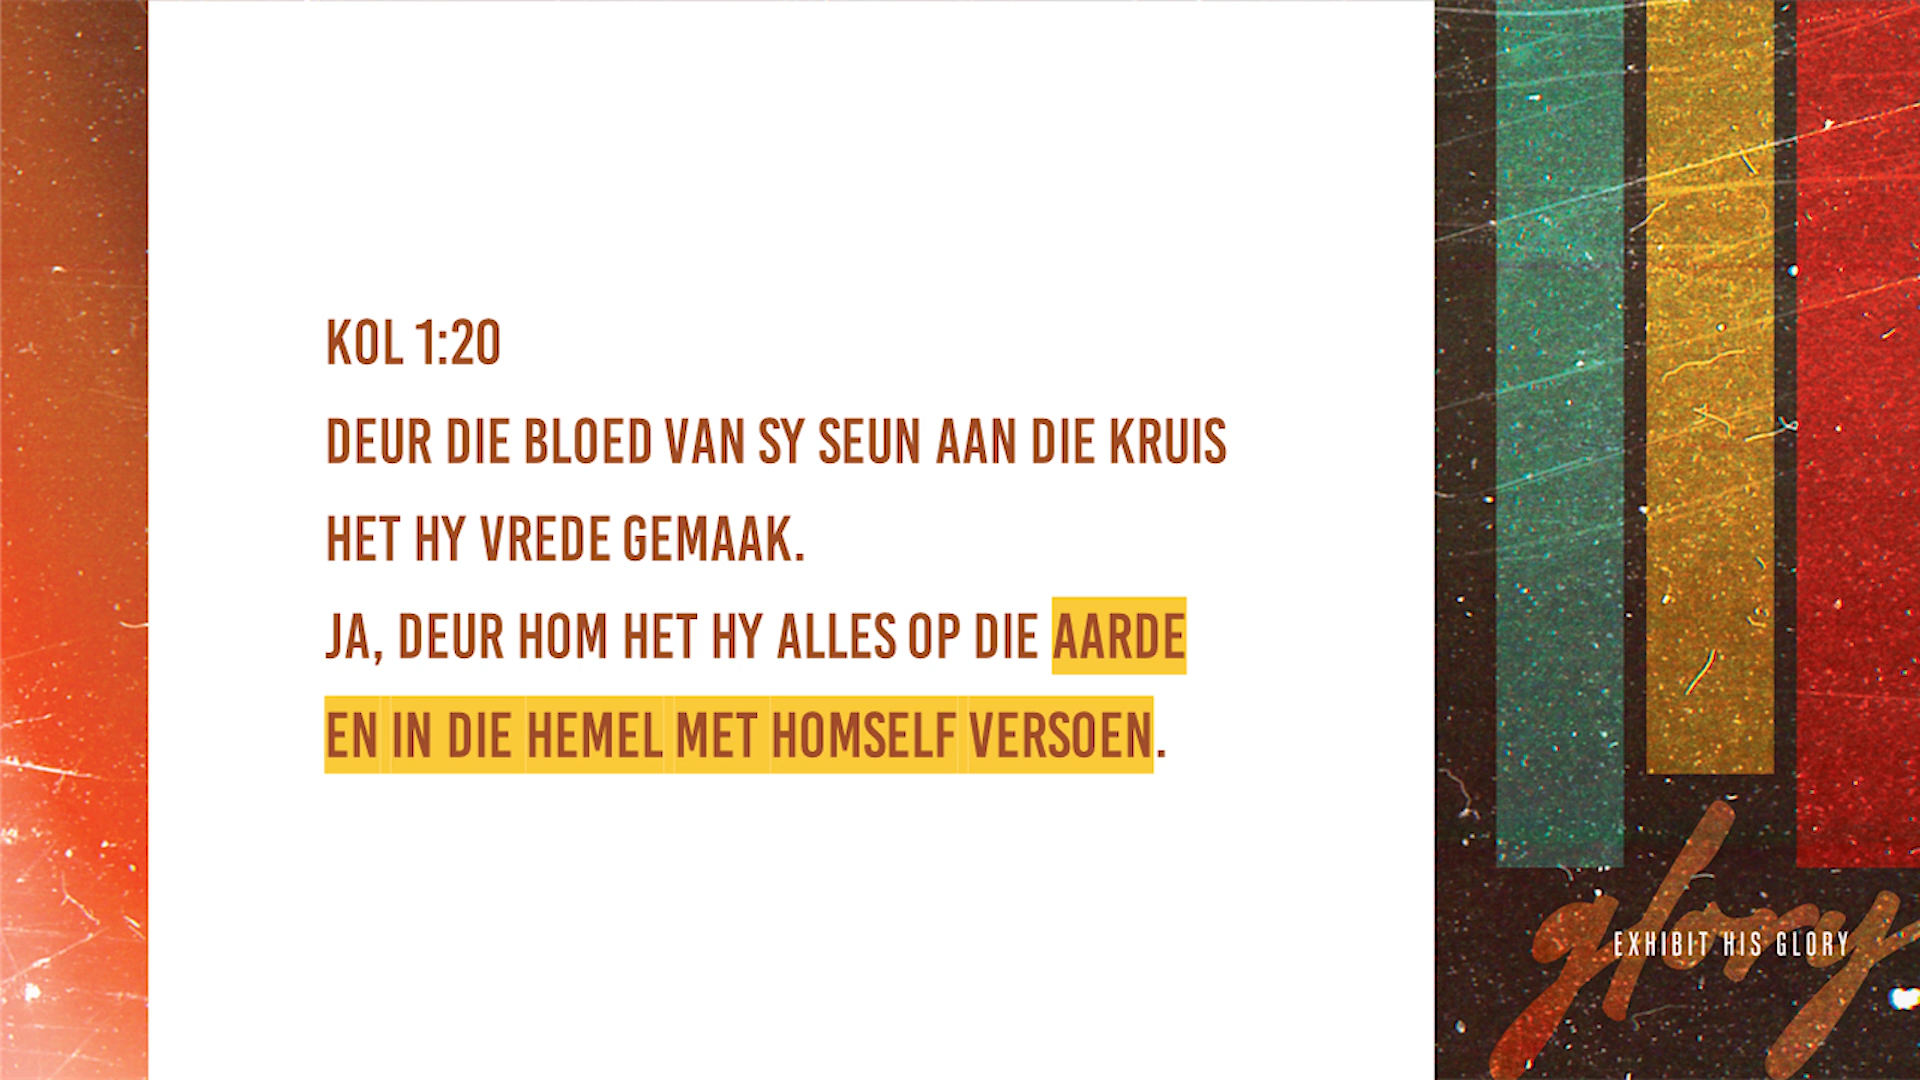 KOL 1:20
DEUR DIE BLOED VAN SY SEUN AAN DIE KRUIS
HET HY VREDE GEMAAK.
JA, DEUR HOM HET HY ALLES OP DIE AARDE
EN IN DIE HEMEL MET HOMSELF VERSOEN.
glory
EXHIBIT HIS GLORY